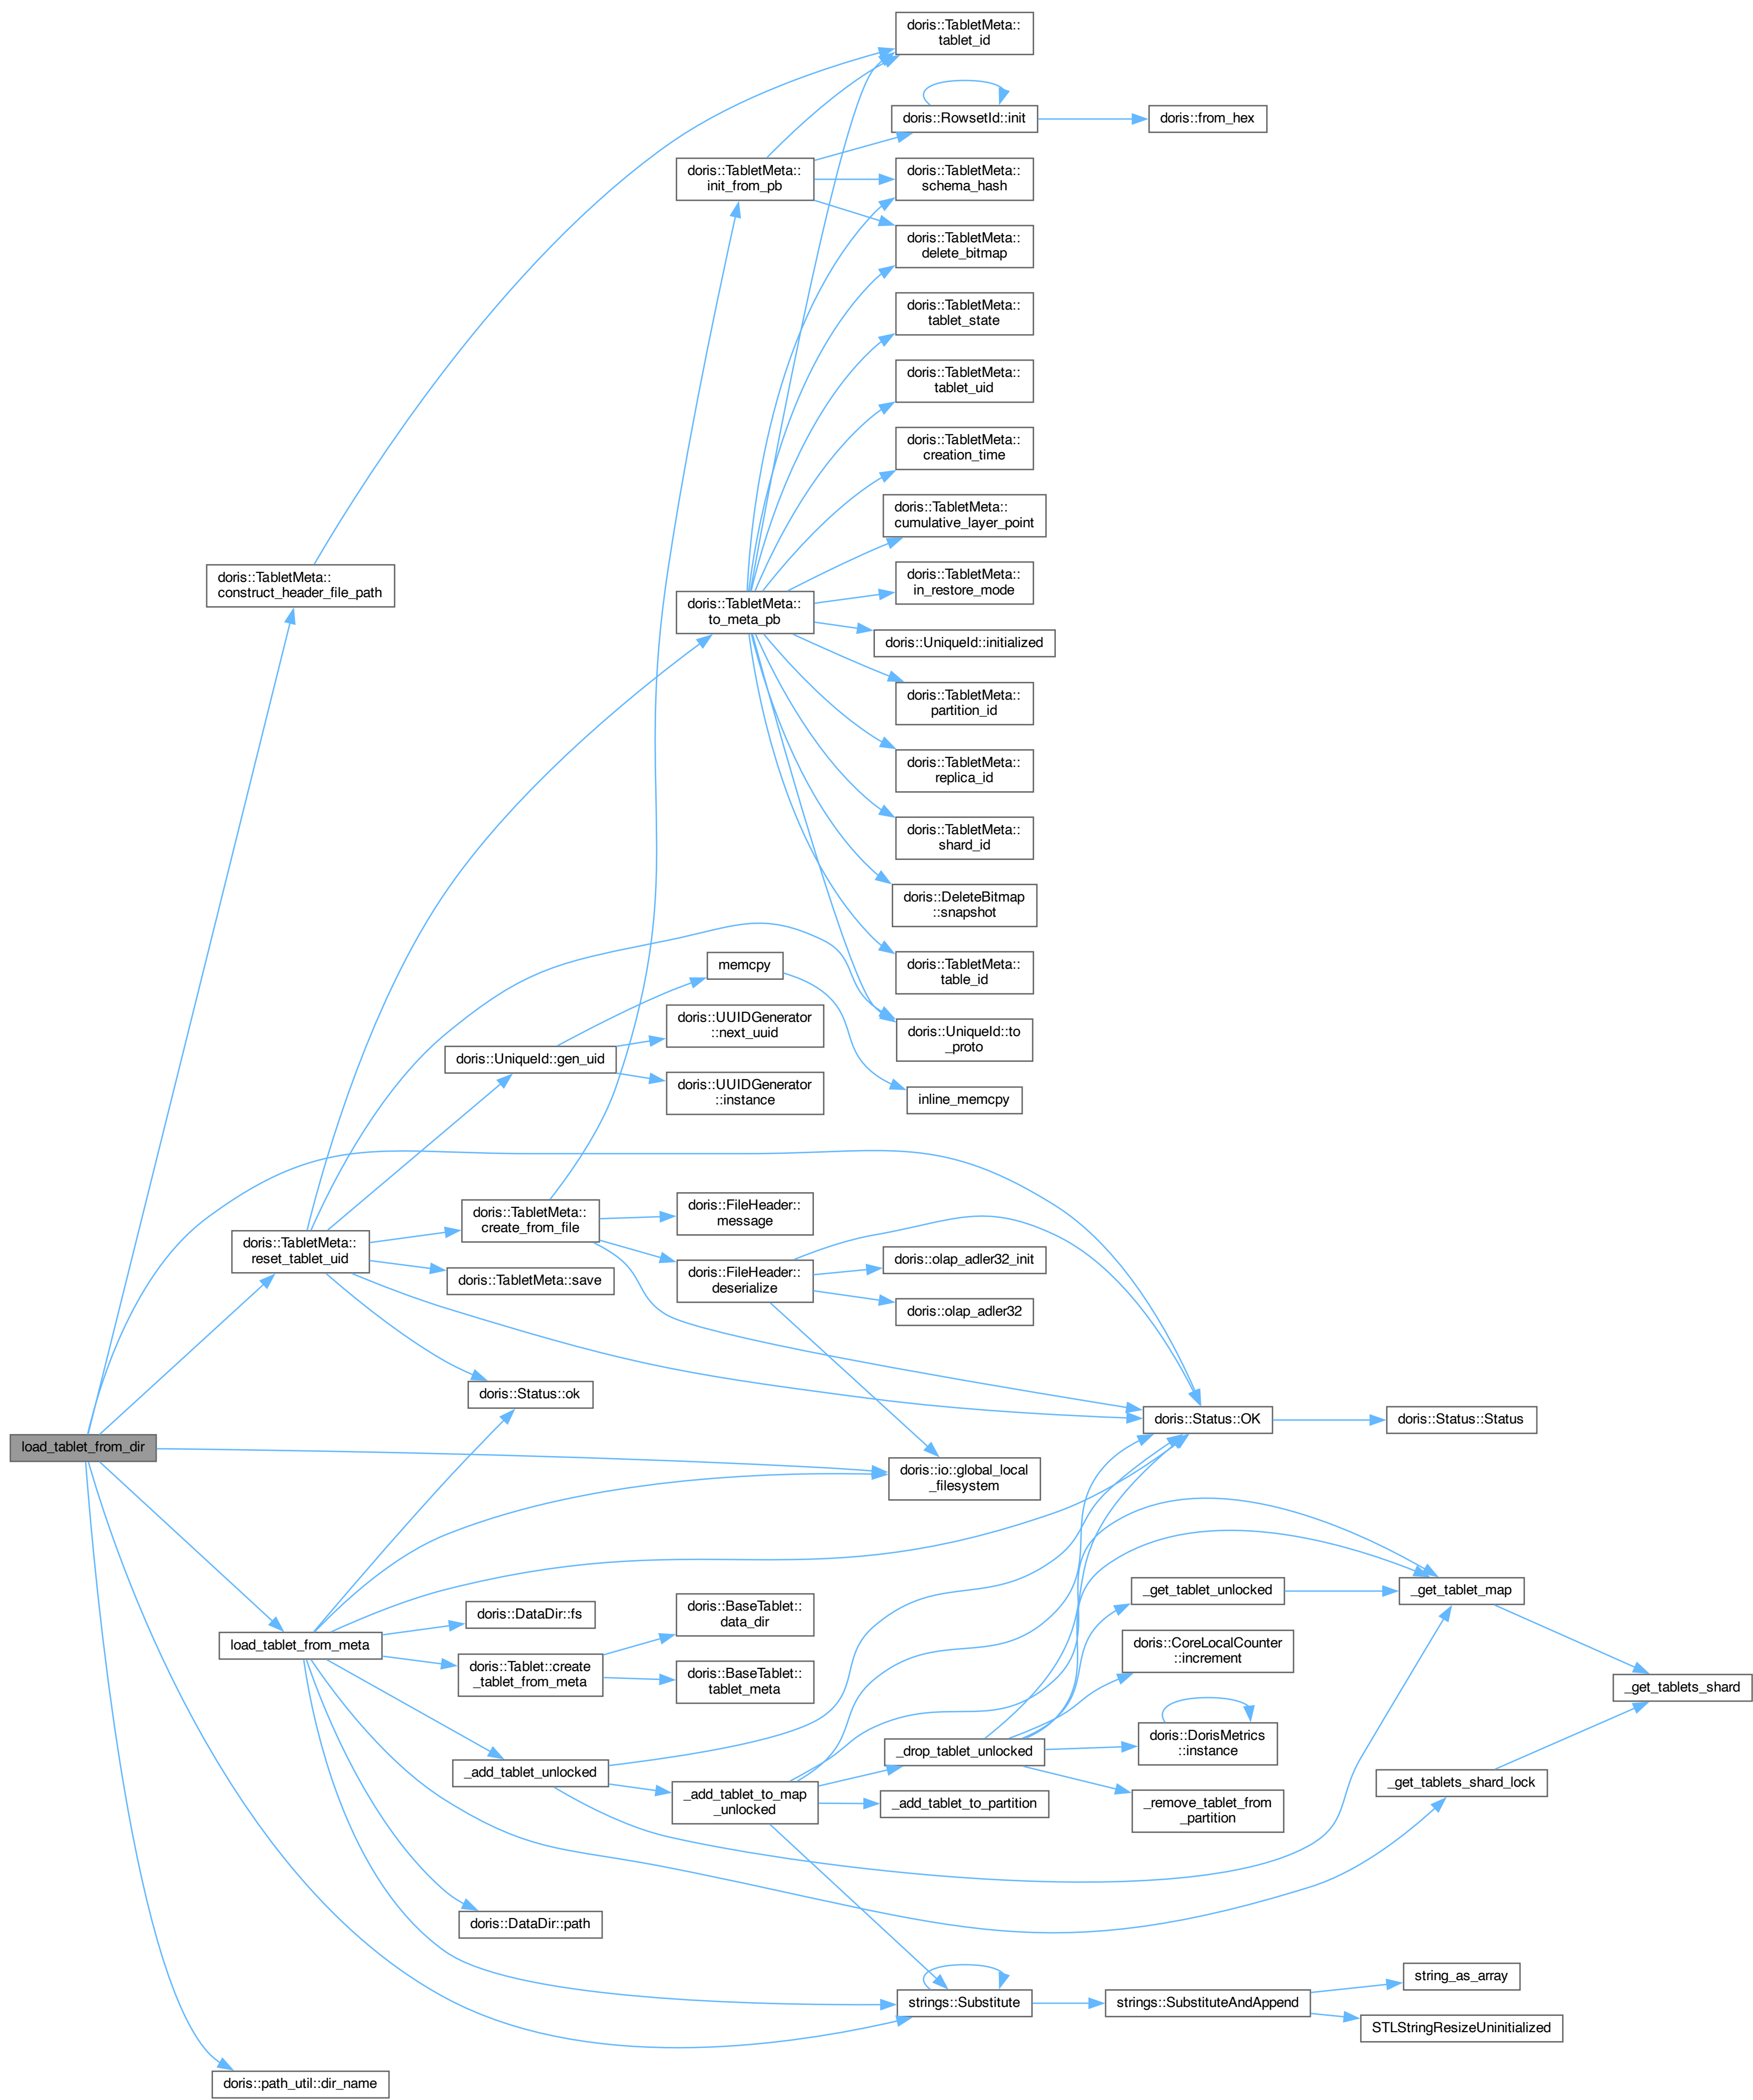 doris::TabletMeta::
tablet_id
doris::RowsetId::init
doris::from_hex
doris::TabletMeta::
init_from_pb
doris::TabletMeta::
schema_hash
doris::TabletMeta::
delete_bitmap
doris::TabletMeta::
tablet_state
doris::TabletMeta::
tablet_uid
doris::TabletMeta::
creation_time
doris::TabletMeta::
cumulative_layer_point
doris::TabletMeta::
construct_header_file_path
doris::TabletMeta::
in_restore_mode
doris::TabletMeta::
to_meta_pb
doris::UniqueId::initialized
doris::TabletMeta::
partition_id
doris::TabletMeta::
replica_id
doris::TabletMeta::
shard_id
doris::DeleteBitmap
::snapshot
memcpy
doris::TabletMeta::
table_id
doris::UUIDGenerator
::next_uuid
doris::UniqueId::to
_proto
doris::UniqueId::gen_uid
doris::UUIDGenerator
::instance
inline_memcpy
doris::TabletMeta::
create_from_file
doris::FileHeader::
message
doris::TabletMeta::
reset_tablet_uid
doris::olap_adler32_init
doris::TabletMeta::save
doris::FileHeader::
deserialize
doris::olap_adler32
doris::Status::ok
doris::Status::OK
doris::Status::Status
load_tablet_from_dir
doris::io::global_local
_filesystem
_get_tablet_unlocked
_get_tablet_map
doris::DataDir::fs
doris::BaseTablet::
data_dir
load_tablet_from_meta
doris::CoreLocalCounter
::increment
doris::Tablet::create
_tablet_from_meta
doris::BaseTablet::
tablet_meta
_get_tablets_shard
_drop_tablet_unlocked
doris::DorisMetrics
::instance
_add_tablet_unlocked
_get_tablets_shard_lock
_add_tablet_to_map
_unlocked
_add_tablet_to_partition
_remove_tablet_from
_partition
doris::DataDir::path
string_as_array
strings::Substitute
strings::SubstituteAndAppend
STLStringResizeUninitialized
doris::path_util::dir_name